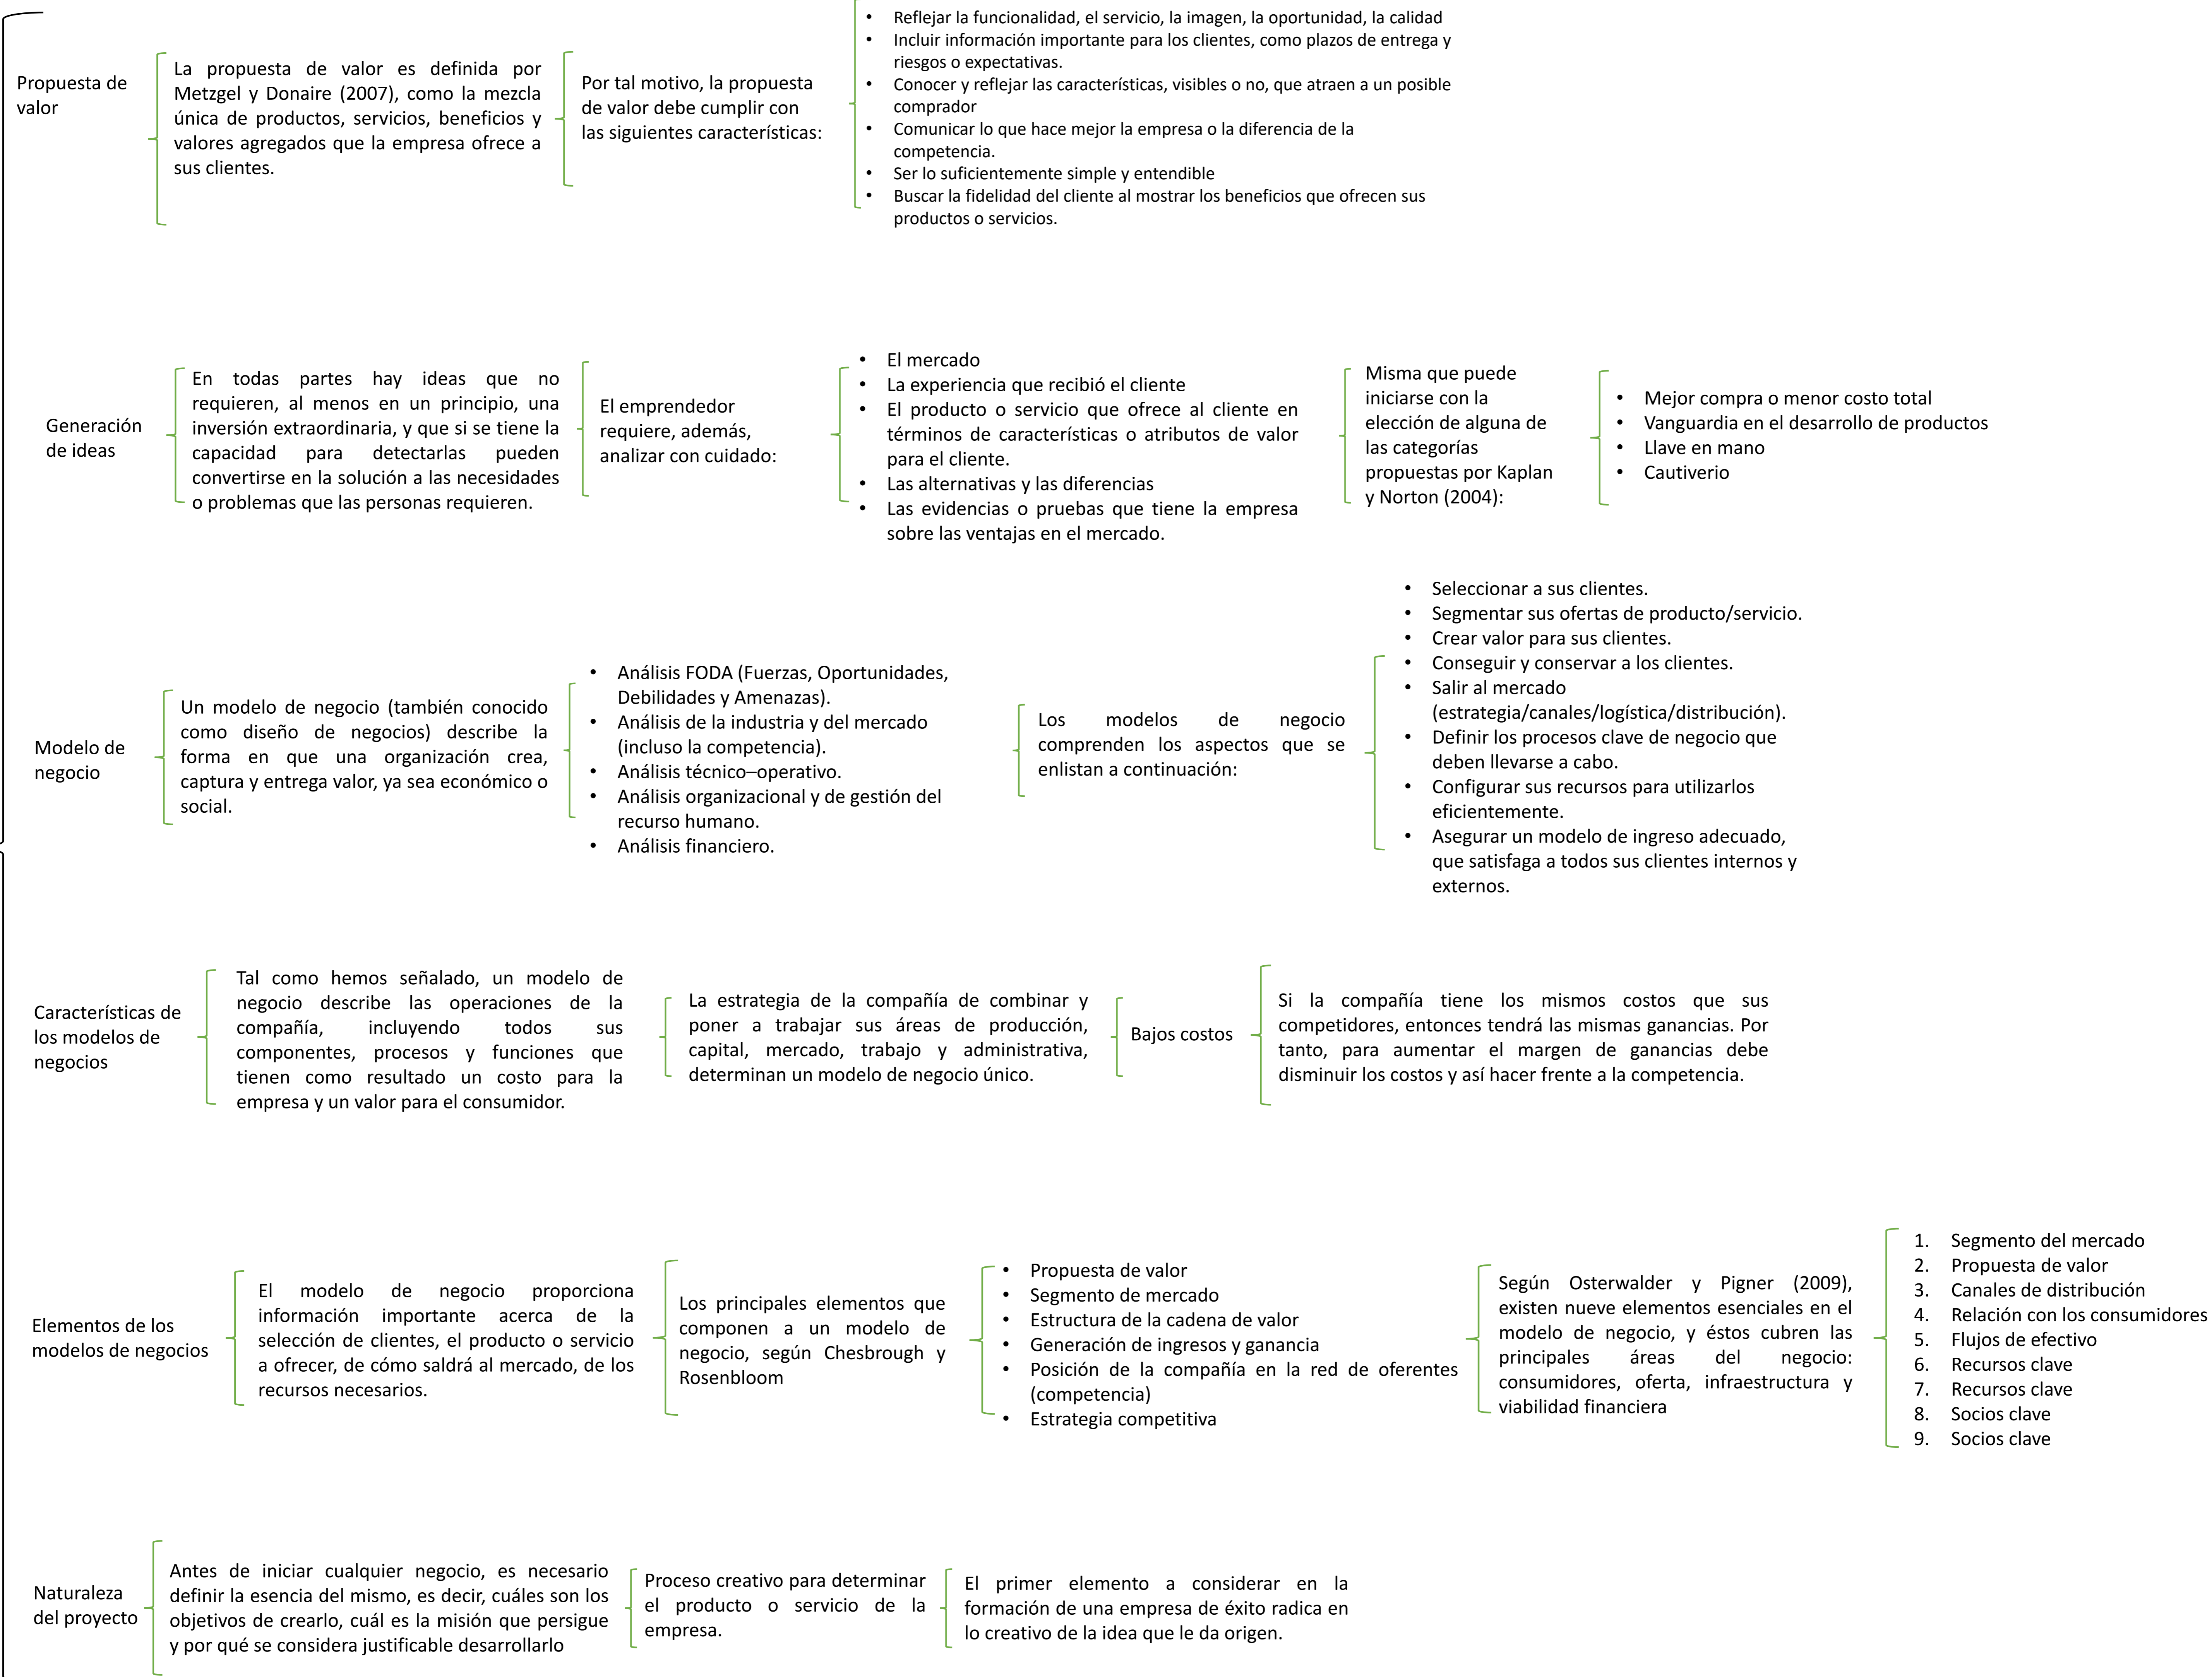 Propuesta de
valor
La propuesta de valor es definida por
Metzgel y Donaire (2007), como la mezcla
única de productos, servicios, beneficios y
valores agregados que la empresa ofrece a
sus clientes.
Por tal motivo, la propuesta
de valor debe cumplir con
las siguientes características:
• Reflejar la funcionalidad, el servicio, la imagen, la oportunidad, la calidad
• Incluir información importante para los clientes, como plazos de entrega y
riesgos o expectativas.
• Conocer y reflejar las características, visibles o no, que atraen a un posible
comprador
• Comunicar lo que hace mejor la empresa o la diferencia de la
competencia.
• Ser lo suficientemente simple y entendible
• Buscar la fidelidad del cliente al mostrar los beneficios que ofrecen sus
productos o servicios.
Generación
de ideas
En todas partes hay ideas que no
requieren, al menos en un principio, una
inversión extraordinaria, y que si se tiene la
capacidad para detectarlas pueden
convertirse en la solución a las necesidades
o problemas que las personas requieren.
El emprendedor
requiere, además,
analizar con cuidado:
• El mercado
• La experiencia que recibió el cliente
• El producto o servicio que ofrece al cliente en
términos de características o atributos de valor
para el cliente.
• Las alternativas y las diferencias
• Las evidencias o pruebas que tiene la empresa
sobre las ventajas en el mercado.
Misma que puede
iniciarse con la
elección de alguna de
las categorías
propuestas por Kaplan
y Norton (2004):
• Mejor compra o menor costo total
• Vanguardia en el desarrollo de productos
• Llave en mano
• Cautiverio
Modelo de
negocio
Un modelo de negocio (también conocido
como diseño de negocios) describe la
forma en que una organización crea,
captura y entrega valor, ya sea económico o
social.
• Análisis FODA (Fuerzas, Oportunidades,
Debilidades y Amenazas).
• Análisis de la industria y del mercado
(incluso la competencia).
• Análisis técnico–operativo.
• Análisis organizacional y de gestión del
recurso humano.
• Análisis financiero.
Los modelos de negocio
comprenden los aspectos que se
enlistan a continuación:
• Seleccionar a sus clientes.
• Segmentar sus ofertas de producto/servicio.
• Crear valor para sus clientes.
• Conseguir y conservar a los clientes.
• Salir al mercado
(estrategia/canales/logística/distribución).
• Definir los procesos clave de negocio que
deben llevarse a cabo.
• Configurar sus recursos para utilizarlos
eficientemente.
• Asegurar un modelo de ingreso adecuado,
que satisfaga a todos sus clientes internos y
externos.
Características de
los modelos de
negocios
Tal como hemos señalado, un modelo de
negocio describe las operaciones de la
compañía, incluyendo todos sus
componentes, procesos y funciones que
tienen como resultado un costo para la
empresa y un valor para el consumidor.
La estrategia de la compañía de combinar y
poner a trabajar sus áreas de producción,
capital, mercado, trabajo y administrativa,
determinan un modelo de negocio único.
Bajos costos
Si la compañía tiene los mismos costos que sus
competidores, entonces tendrá las mismas ganancias. Por
tanto, para aumentar el margen de ganancias debe
disminuir los costos y así hacer frente a la competencia.
Elementos de los
modelos de negocios
El modelo de negocio proporciona
información importante acerca de la
selección de clientes, el producto o servicio
a ofrecer, de cómo saldrá al mercado, de los
recursos necesarios.
Los principales elementos que
componen a un modelo de
negocio, según Chesbrough y
Rosenbloom
• Propuesta de valor
• Segmento de mercado
• Estructura de la cadena de valor
• Generación de ingresos y ganancia
• Posición de la compañía en la red de oferentes
(competencia)
• Estrategia competitiva
Según Osterwalder y Pigner (2009),
existen nueve elementos esenciales en el
modelo de negocio, y éstos cubren las
principales áreas del negocio:
consumidores, oferta, infraestructura y
viabilidad financiera
1. Segmento del mercado
2. Propuesta de valor
3. Canales de distribución
4. Relación con los consumidores
5. Flujos de efectivo
6. Recursos clave
7. Recursos clave
8. Socios clave
9. Socios clave
Naturaleza
del proyecto
Antes de iniciar cualquier negocio, es necesario
definir la esencia del mismo, es decir, cuáles son los
objetivos de crearlo, cuál es la misión que persigue
y por qué se considera justificable desarrollarlo
Proceso creativo para determinar
el producto o servicio de la
empresa.
El primer elemento a considerar en la
formación de una empresa de éxito radica en
lo creativo de la idea que le da origen.